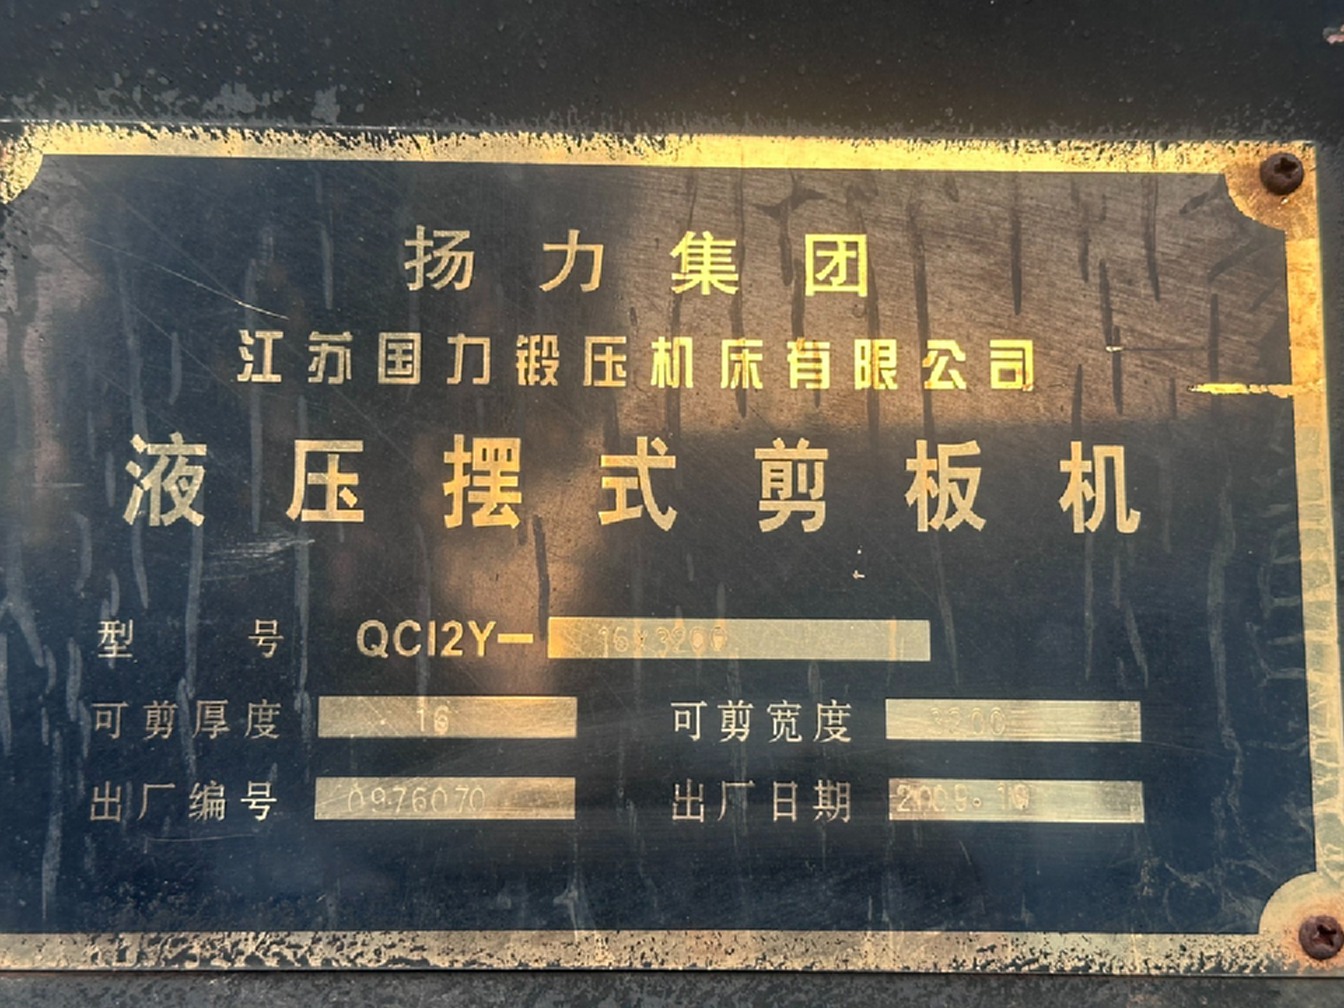 扬力集团
江苏国力锻压机床有限公司
液压摆式剪板机
型号 QC12Y-16×3200
可剪厚度 16 可剪宽度 3200
出厂编号 0976070 出厂日期 2009.10